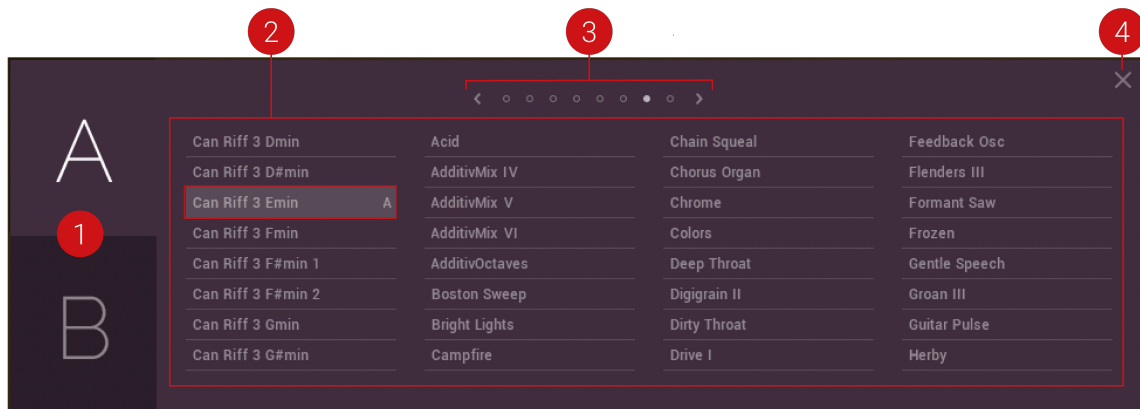 2
3
4
A
1
B
Can Riff 3 Dmin
Can Riff 3 D#min
Can Riff 3 Emin A
Can Riff 3 Fmin
Can Riff 3 F#min 1
Can Riff 3 F#min 2
Can Riff 3 Gmin
Can Riff 3 G#min
Acid
AdditivMix IV
AdditivMix V
AdditivMix VI
AdditivOctaves
Boston Sweep
Bright Lights
Campfire
Chain Squeal
Chorus Organ
Chrome
Colors
Deep Throat
Digigrain II
Dirty Throat
Drive I
Feedback Osc
Flenders III
Formant Saw
Frozen
Gentle Speech
Groan III
Guitar Pulse
Herby